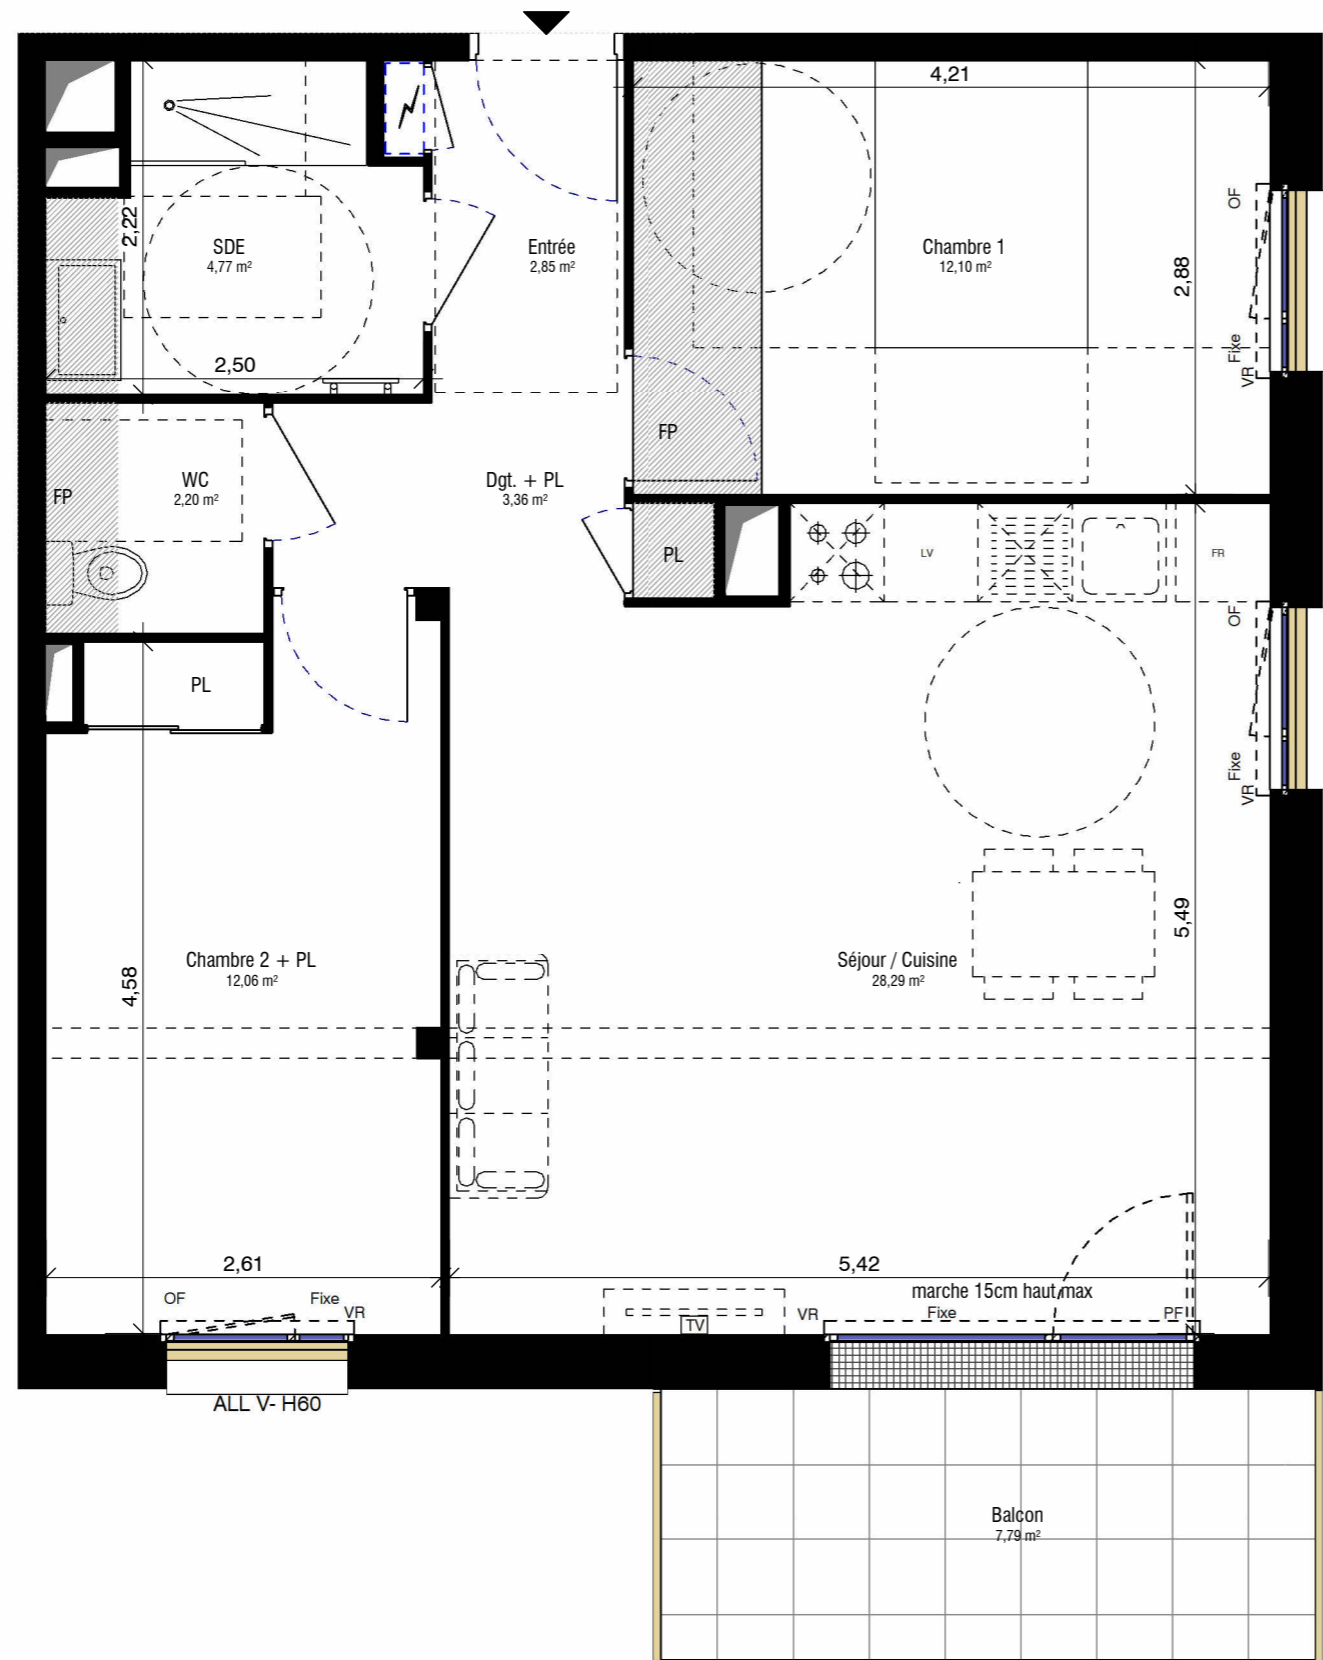 4,21
OF
2,22
SDE
4,77 m²
Entrée
2,85 m²
Chambre 1
12,10 m²
2,88
Fixe
VR
2,50
FP
WC
2,20 m²
FP
Dgt. + PL
3,36 m²
PL
LV
FR
OF
PL
Fixe
VR
5,49
4,58
Chambre 2 + PL
12,06 m²
Séjour / Cuisine
28,29 m²
2,61
5,42
marche 15cm haut max
OF
Fixe
VR
TV
VR
Fixe
PF
ALL V- H60
Balcon
7,79 m²